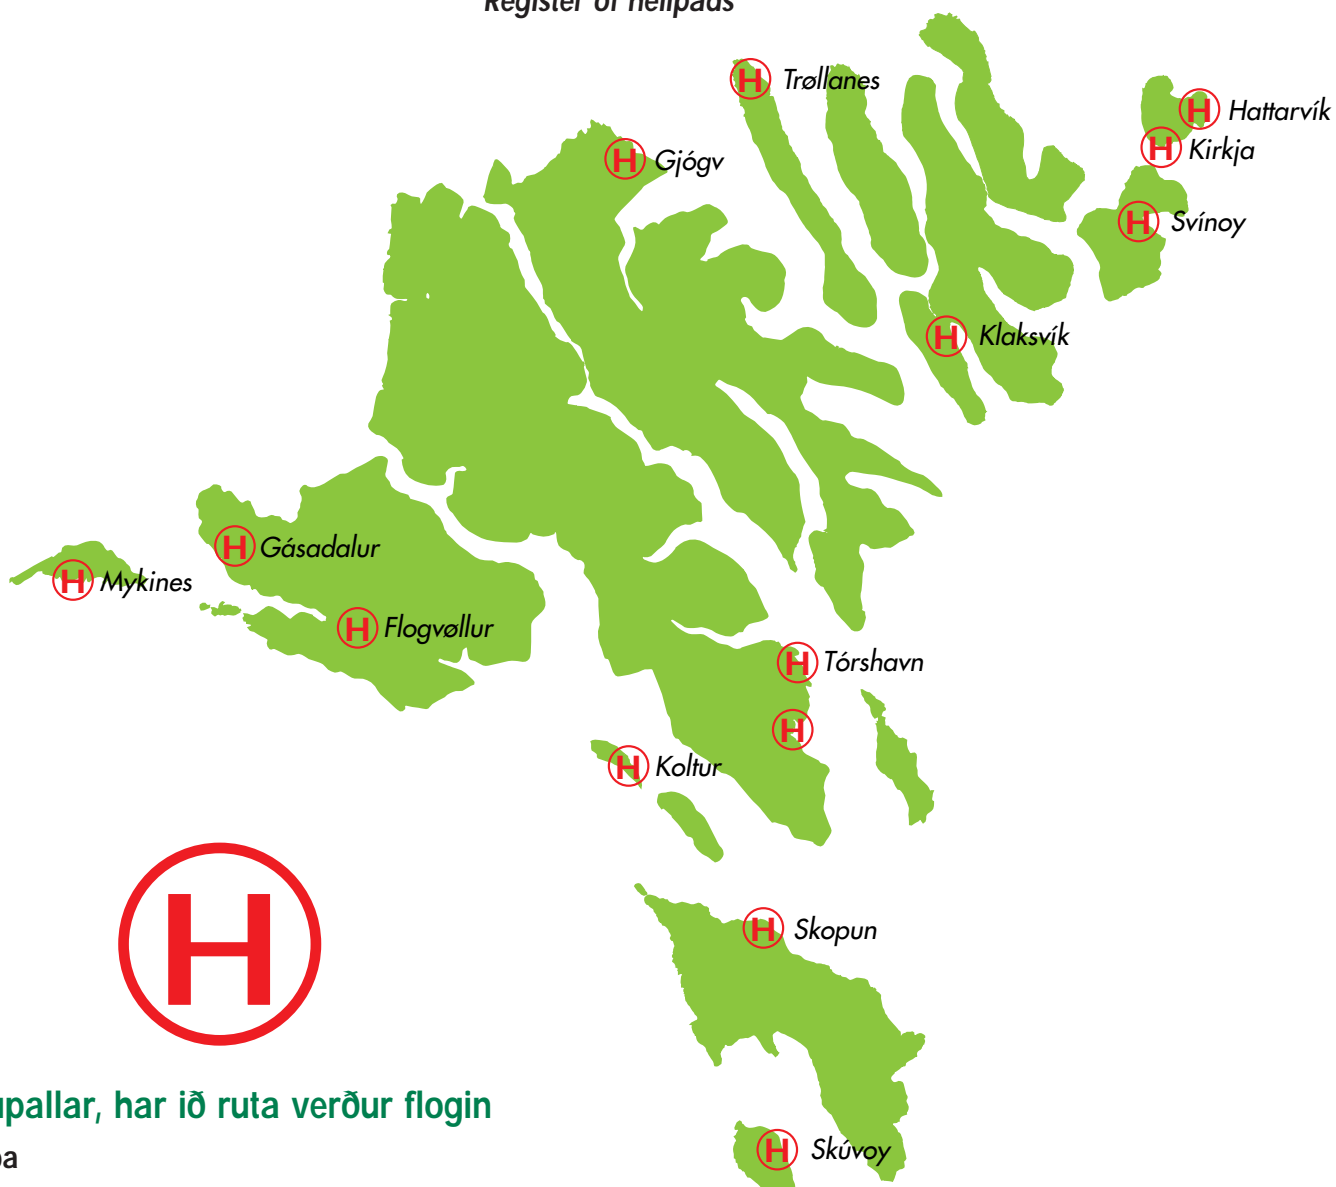 Register of helipads
H Trøllanes
H Hattarvík
H Kirkja
H Gjógv
H Svínoy
H Klaksvík
H Gásadalur
H Mykines
H Flogvøllur
H Tórshavn
H
H Koltur
H
H Skopun
har ið ruta verður flogin
H Skúvoy